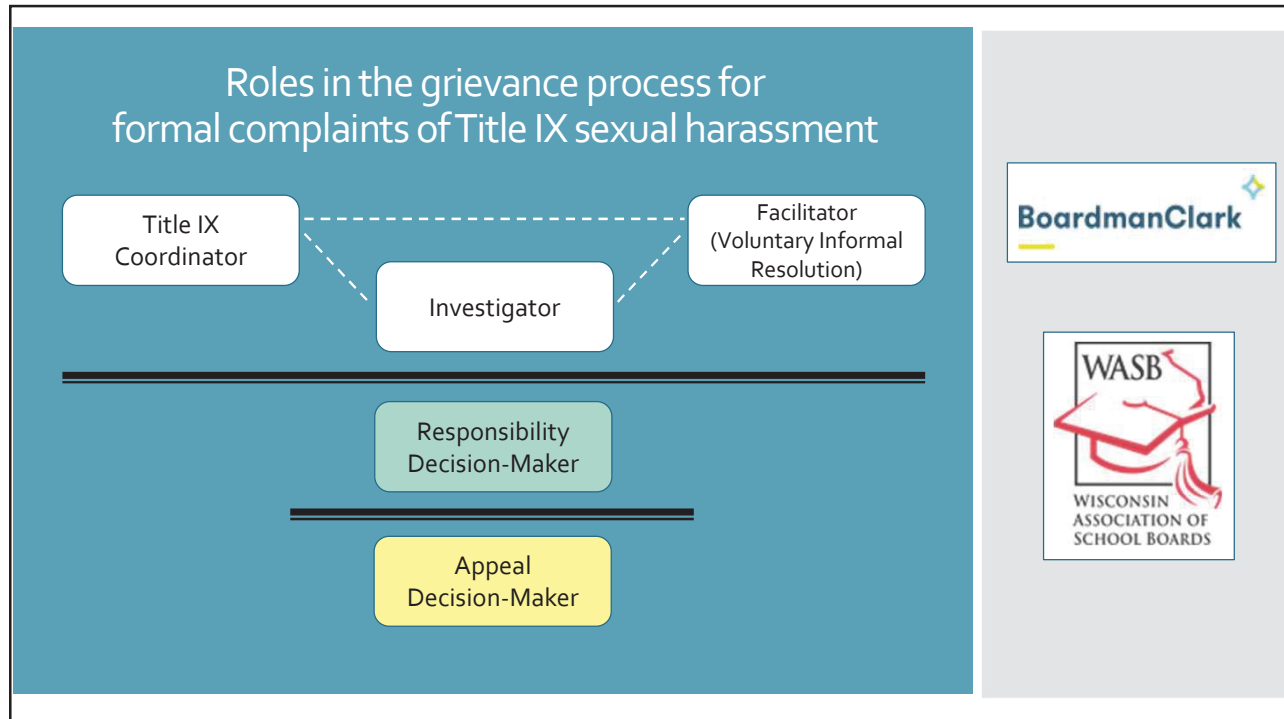 Roles in the grievance process for
formal complaints of Title IX sexual harassment
Title IX
Coordinator
Facilitator
(Voluntary Informal
Resolution)
Investigator
Responsibility
Decision-Maker
Appeal
Decision-Maker
BoardmanClark
WASB
WISCONSIN
ASSOCIATION OF
SCHOOL BOARDS